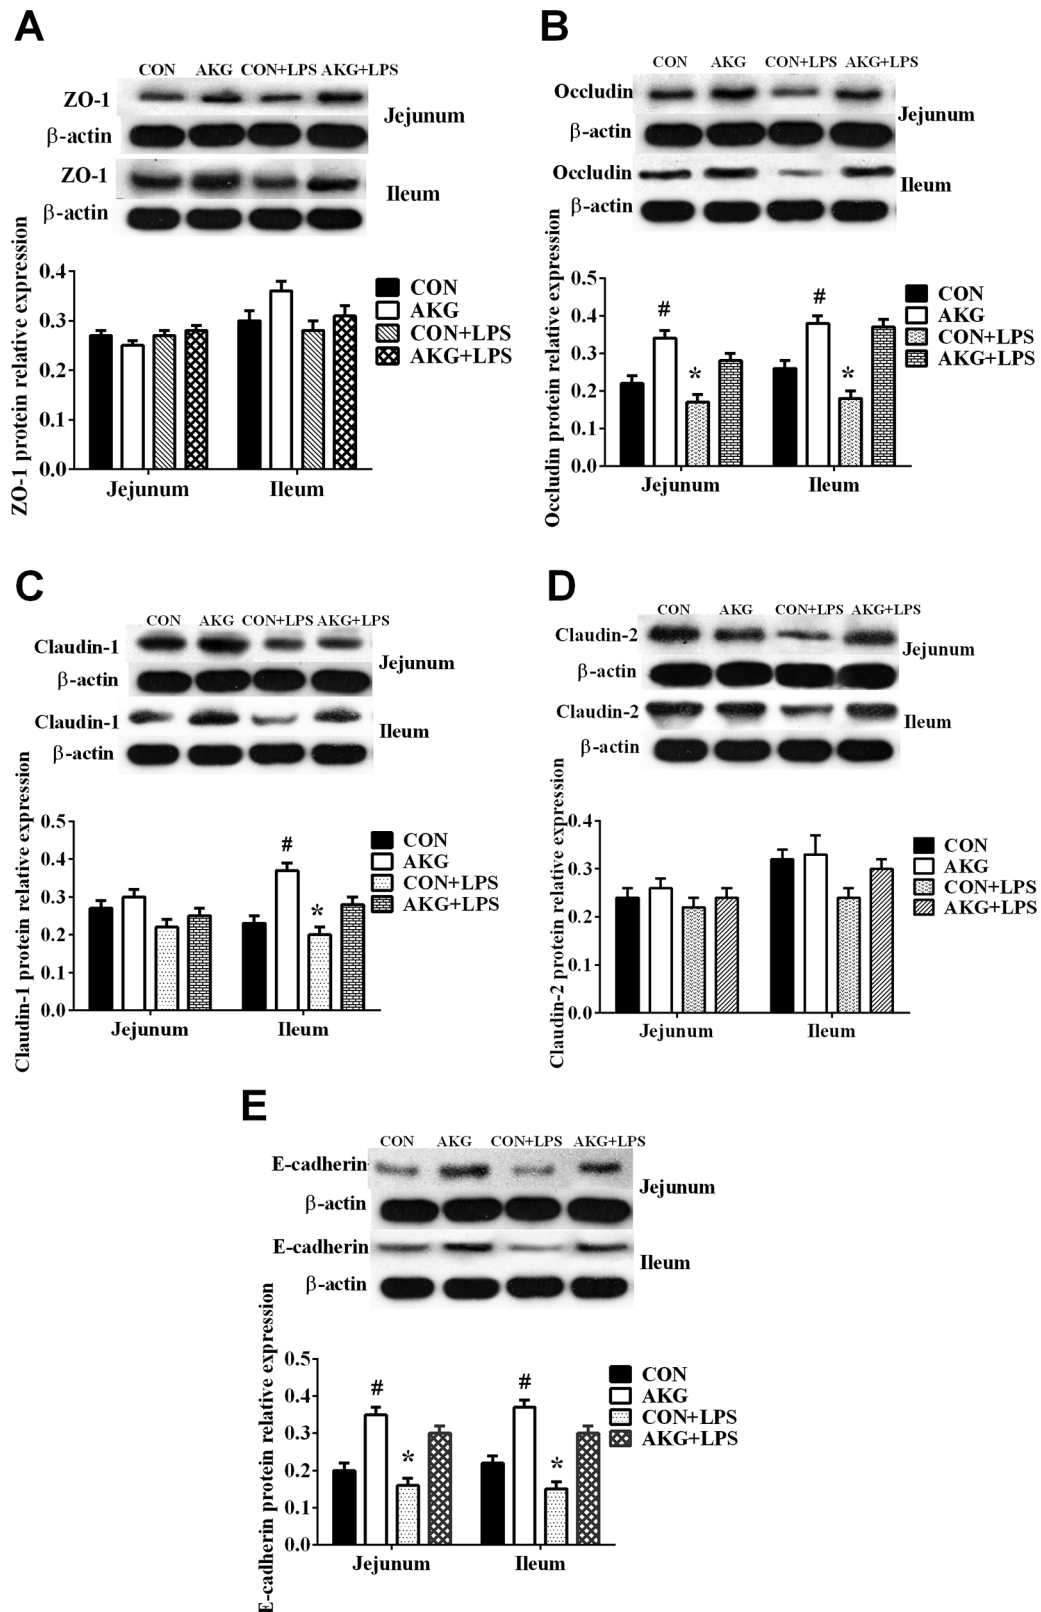 A
CON AKG CON+LPS AKG+LPS
ZO-1
Jejunum
β-actin
ZO-1
Ileum
β-actin
ZO-1 protein relative expression
0.4
0.3
0.2
0.1
0.0
Jejunum Ileum
CON
AKG
CON+LPS
AKG+LPS
B
CON AKG CON+LPS AKG+LPS
Occludin
Jejunum
β-actin
Occludin
Ileum
β-actin
Occludin protein relative expression
0.5
0.4
0.3
0.2
0.1
0.0
# * # *
Jejunum Ileum
CON
AKG
CON+LPS
AKG+LPS
C
CON AKG CON+LPS AKG+LPS
Claudin-1
Jejunum
β-actin
Claudin-1
Ileum
β-actin
Claudin-1 protein relative expression
0.5
0.4
0.3
0.2
0.1
0.0
# *
Jejunum Ileum
CON
AKG
CON+LPS
AKG+LPS
D
CON AKG CON+LPS AKG+LPS
Claudin-2
Jejunum
β-actin
Claudin-2
Ileum
β-actin
Claudin-2 protein relative expression
0.4
0.3
0.2
0.1
0.0
Jejunum Ileum
CON
AKG
CON+LPS
AKG+LPS
E
CON AKG CON+LPS AKG+LPS
E-cadherin
Jejunum
β-actin
E-cadherin
Ileum
β-actin
E-cadherin protein relative expression
0.5
0.4
0.3
0.2
0.1
0.0
# * # *
Jejunum Ileum
CON
AKG
CON+LPS
AKG+LPS